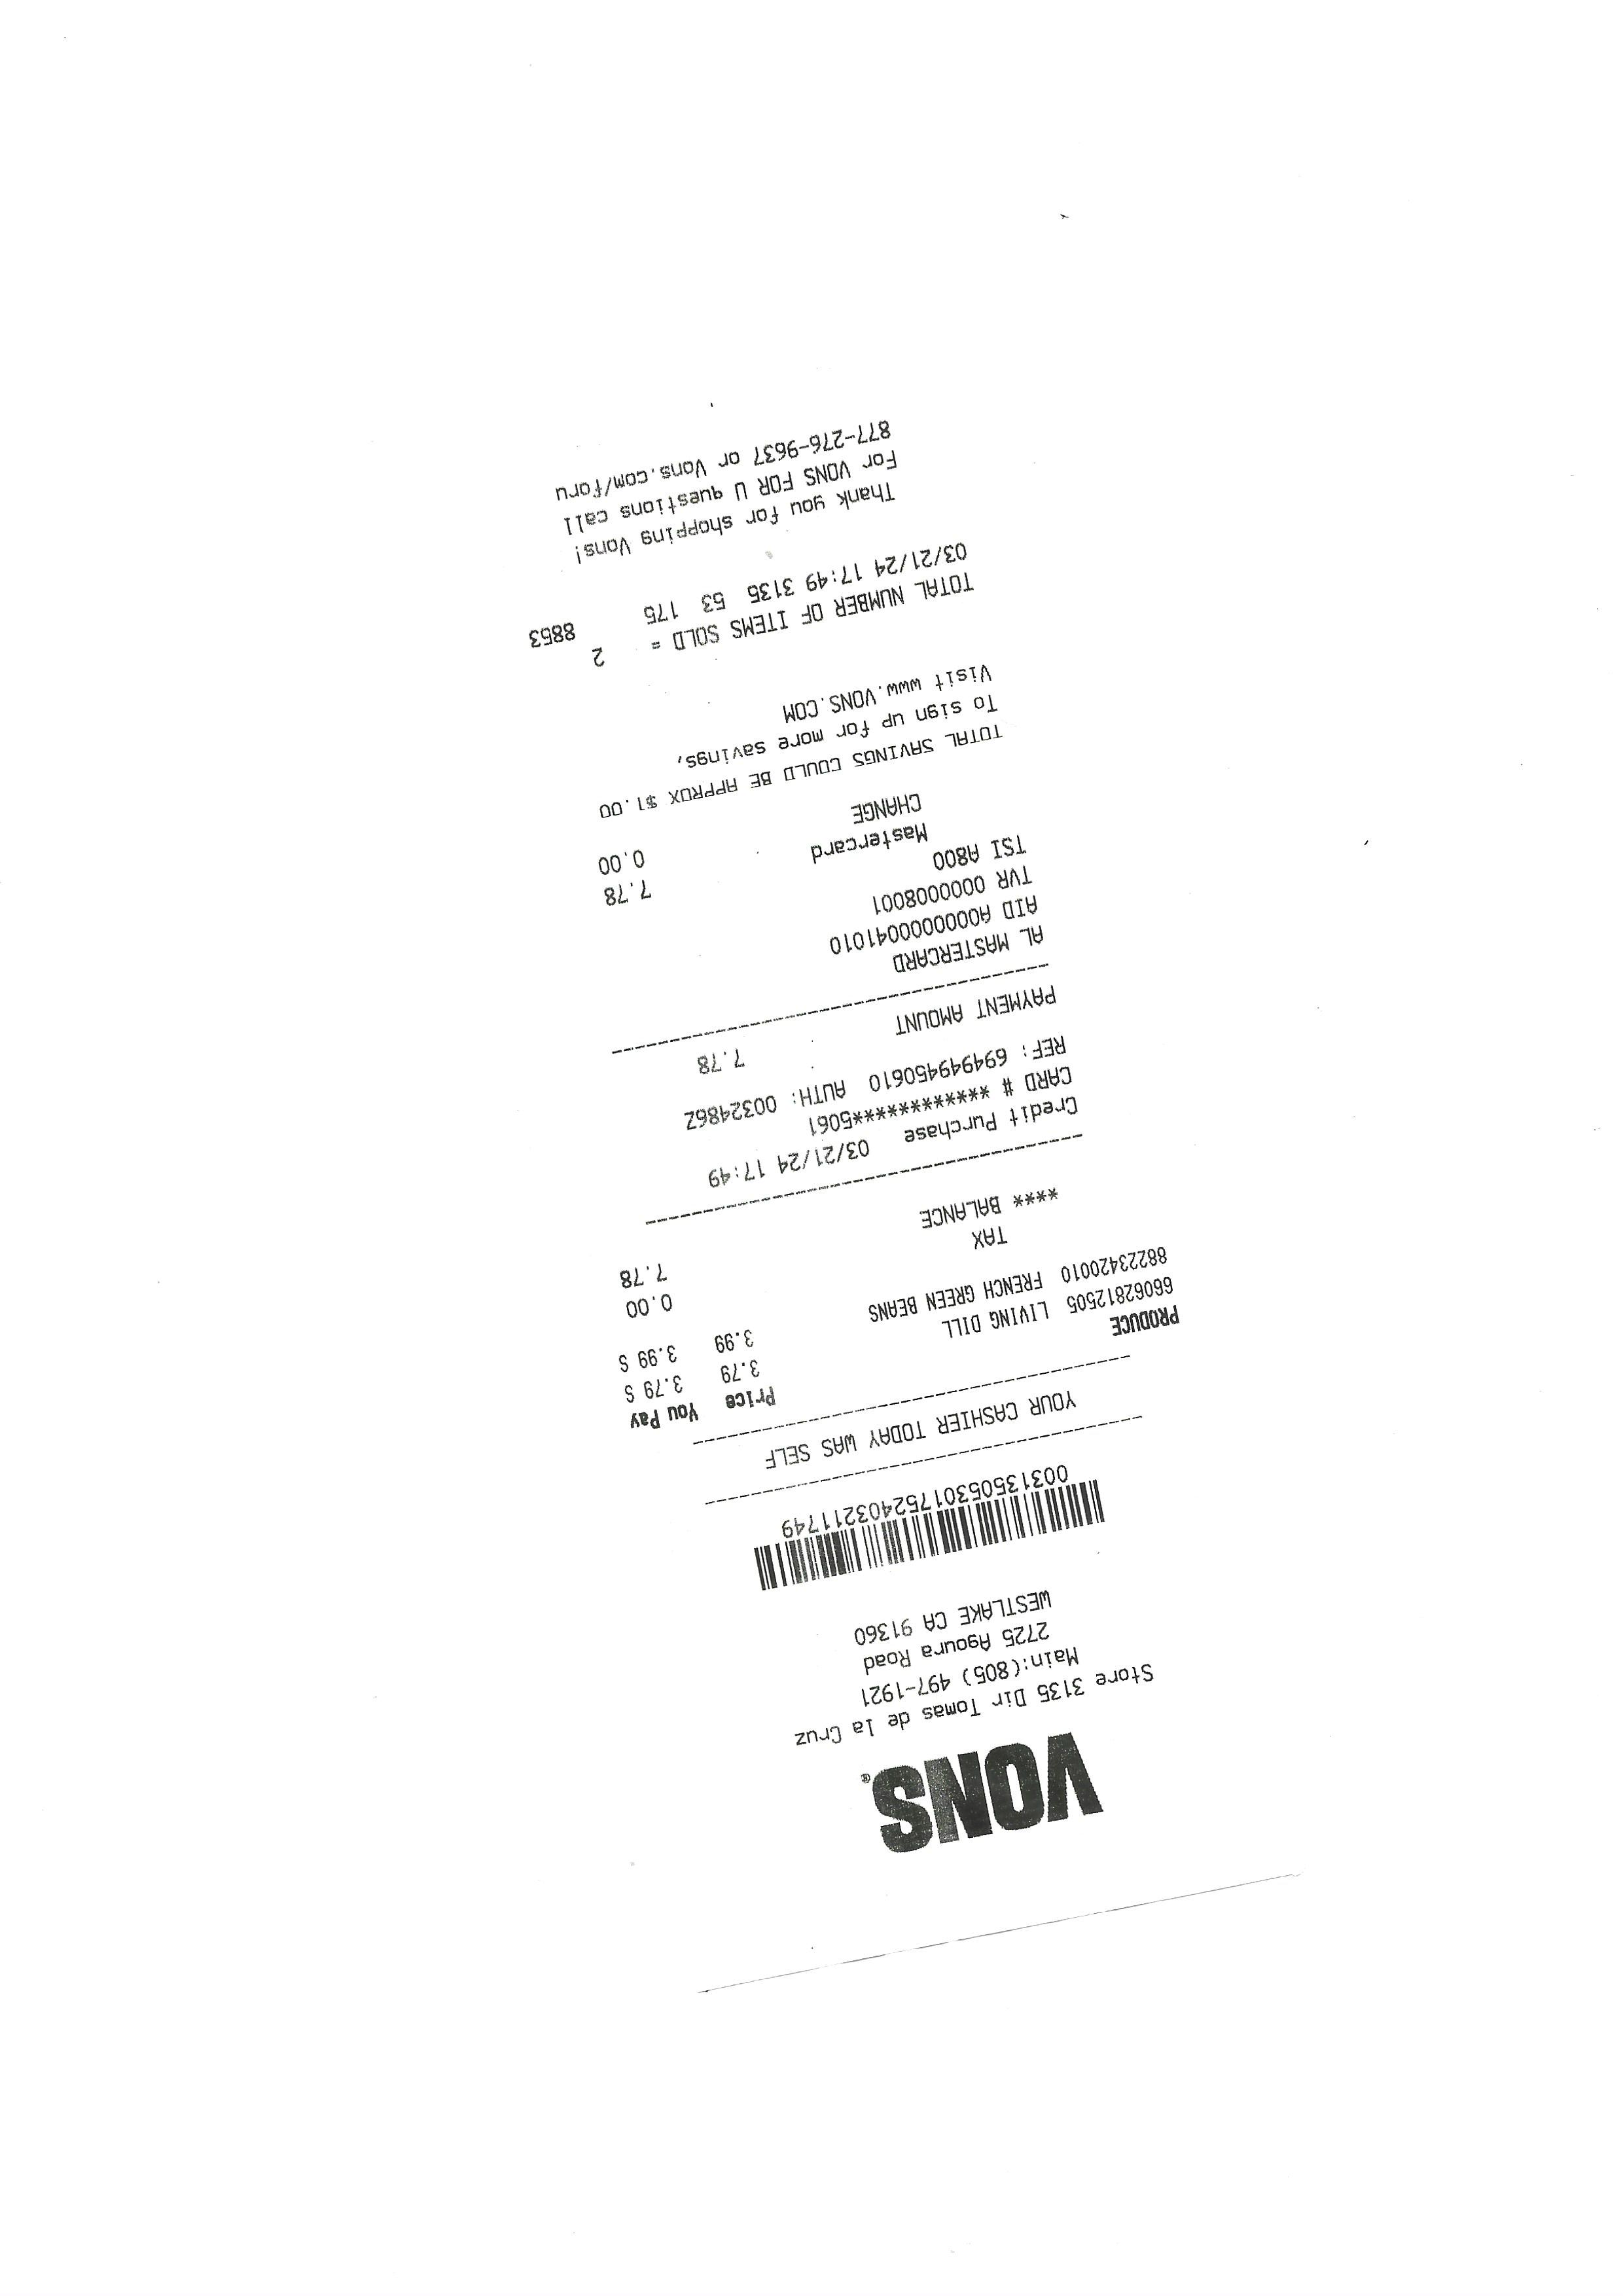 VONS®
Store 3135 Dir Tomas de la Cruz
Main:(805) 497-1921
2725 Agoura Road
WESTLAKE CA 91360
00313505301752403211749
YOUR CASHIER TODAY WAS SELF
Price You Pay
PRODUCE
66062812505 LIVING DILL 3.79 3.79 S
88223420010 FRENCH GREEN BEANS 3.99 3.99 S
TAX 0.00
**** BALANCE 7.78
Credit Purchase 03/21/24 17:49
CARD # ************5061
REF: 694949450610 AUTH: 0032486Z
PAYMENT AMOUNT 7.78
AL MASTERCARD
AID A0000000041010
TVR 0000008001
TSI A800
Mastercard 7.78
CHANGE 0.00
TOTAL SAVINGS COULD BE APPROX $1.00
To sign up for more savings,
Visit www.VONS.COM
TOTAL NUMBER OF ITEMS SOLD = 2
03/21/24 17:49 3135 53 175 8853
Thank you for shopping Vons!
For VONS FOR U questions call
877-276-9637 or Vons.com/foru